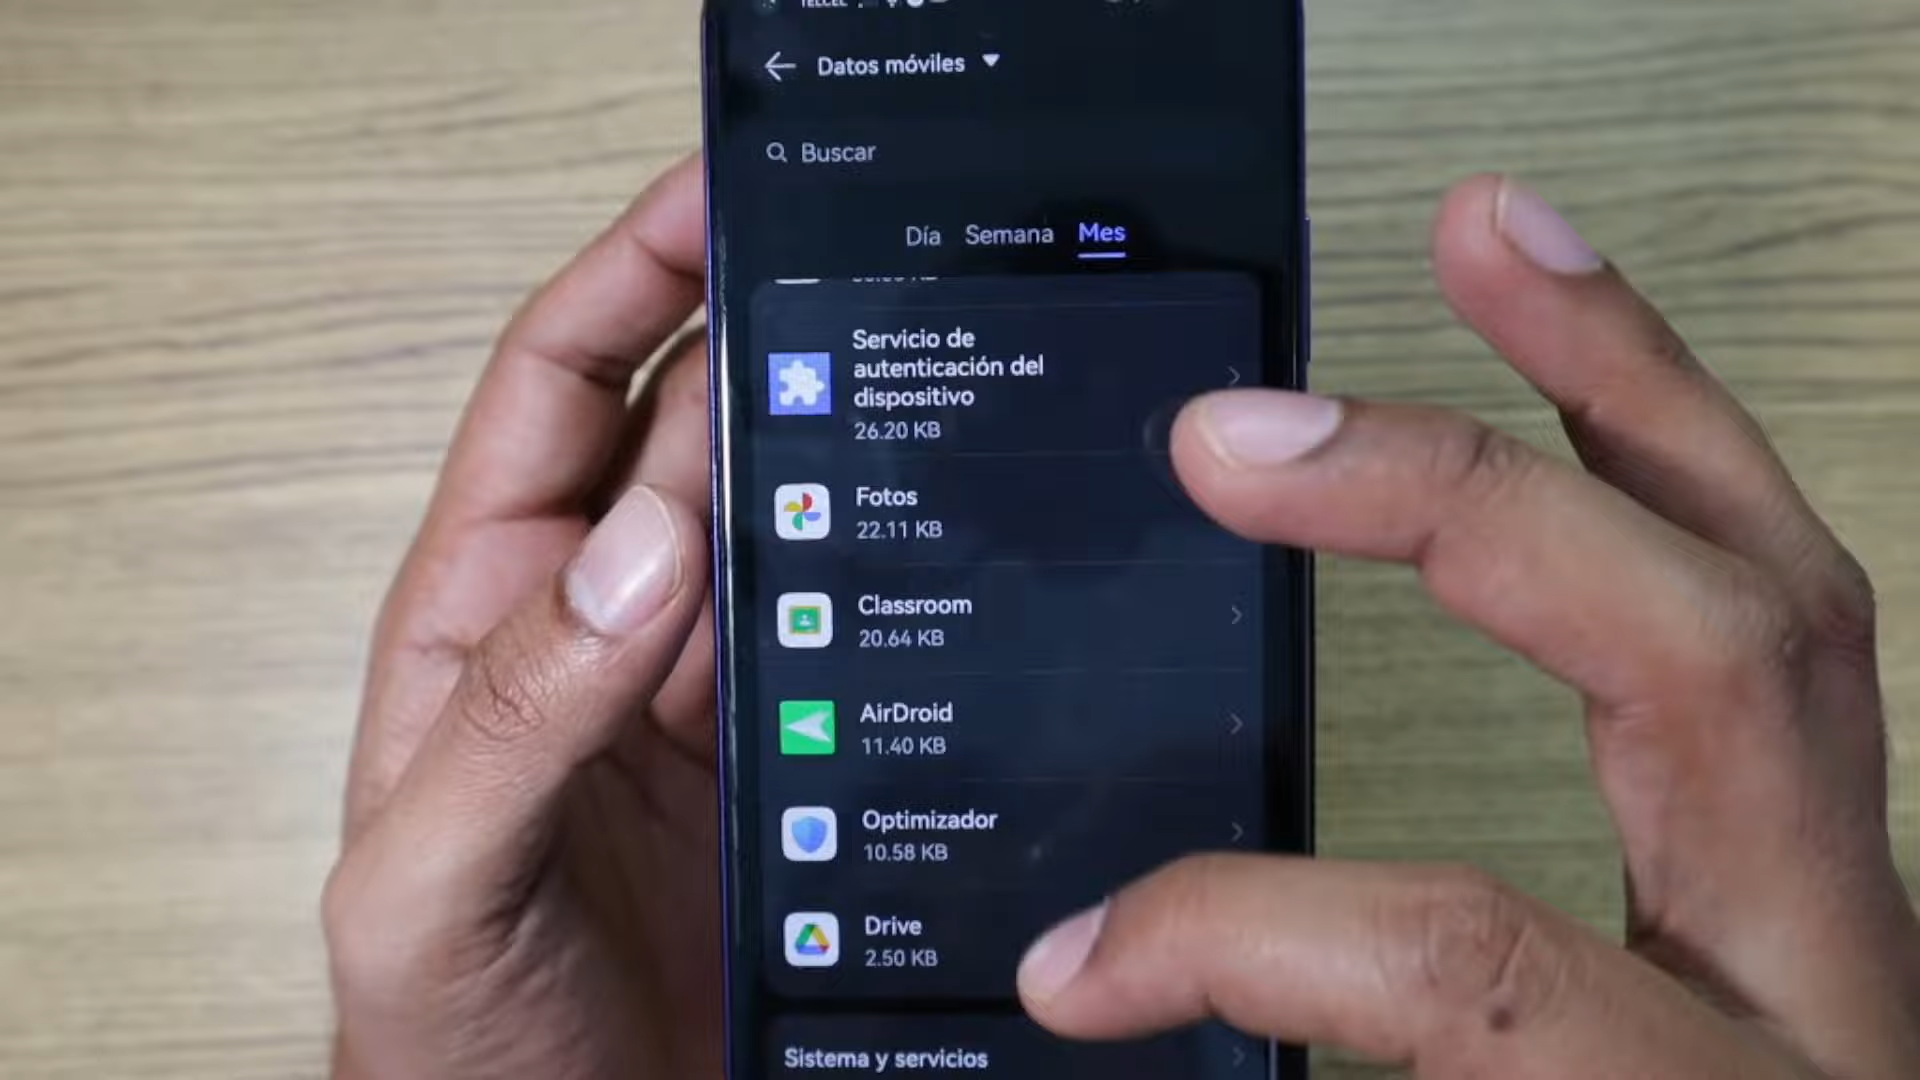 TELCEL
Datos móviles
Buscar
Día Semana Mes
Servicio de
autenticación del
dispositivo
26.20 KB
Fotos
22.11 KB
Classroom
20.64 KB
AirDroid
11.40 KB
Optimizador
10.58 KB
Drive
2.50 KB
Sistema y servicios